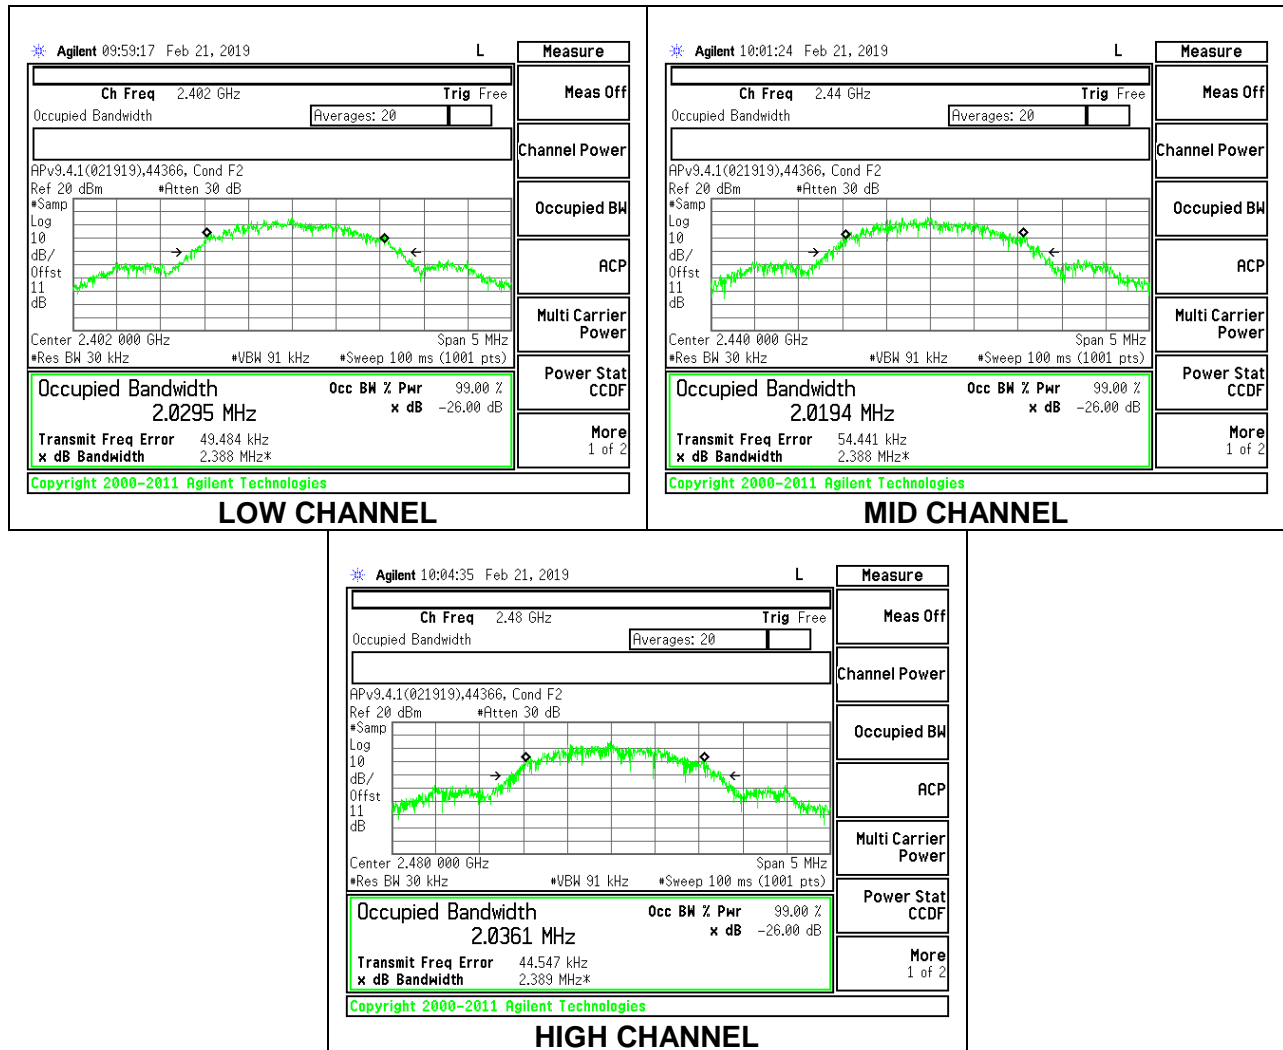 Agilent 09:59:17 Feb 21, 2019 L Measure
Ch Freq 2.402 GHz Trig Free
Meas Off
Occupied Bandwidth Averages: 20
Channel Power
APv9.4.1(021919),44366, Cond F2
Ref 20 dBm #Atten 30 dB
#Samp
Log
10
dB/
Offst
11
dB
Occupied BW
ACP
Multi Carrier
Power
Center 2.402 000 GHz Span 5 MHz
#Res BW 30 kHz #VBW 91 kHz #Sweep 100 ms (1001 pts)
Power Stat
CCDF
Occupied Bandwidth Occ BW % Pwr 99.00 %
2.0295 MHz x dB -26.00 dB
Transmit Freq Error 49.484 kHz
x dB Bandwidth 2.388 MHz*
More
1 of 2
Copyright 2000-2011 Agilent Technologies
LOW CHANNEL
Agilent 10:01:24 Feb 21, 2019 L Measure
Ch Freq 2.44 GHz Trig Free
Meas Off
Occupied Bandwidth Averages: 20
Channel Power
APv9.4.1(021919),44366, Cond F2
Ref 20 dBm #Atten 30 dB
#Samp
Log
10
dB/
Offst
11
dB
Occupied BW
ACP
Multi Carrier
Power
Center 2.440 000 GHz Span 5 MHz
#Res BW 30 kHz #VBW 91 kHz #Sweep 100 ms (1001 pts)
Power Stat
CCDF
Occupied Bandwidth Occ BW % Pwr 99.00 %
2.0194 MHz x dB -26.00 dB
Transmit Freq Error 54.441 kHz
x dB Bandwidth 2.388 MHz*
More
1 of 2
Copyright 2000-2011 Agilent Technologies
MID CHANNEL
Agilent 10:04:35 Feb 21, 2019 L Measure
Ch Freq 2.48 GHz Trig Free
Meas Off
Occupied Bandwidth Averages: 20
Channel Power
APv9.4.1(021919),44366, Cond F2
Ref 20 dBm #Atten 30 dB
#Samp
Log
10
dB/
Offst
11
dB
Occupied BW
ACP
Multi Carrier
Power
Center 2.480 000 GHz Span 5 MHz
#Res BW 30 kHz #VBW 91 kHz #Sweep 100 ms (1001 pts)
Power Stat
CCDF
Occupied Bandwidth Occ BW % Pwr 99.00 %
2.0361 MHz x dB -26.00 dB
Transmit Freq Error 44.547 kHz
x dB Bandwidth 2.389 MHz*
More
1 of 2
Copyright 2000-2011 Agilent Technologies
HIGH CHANNEL